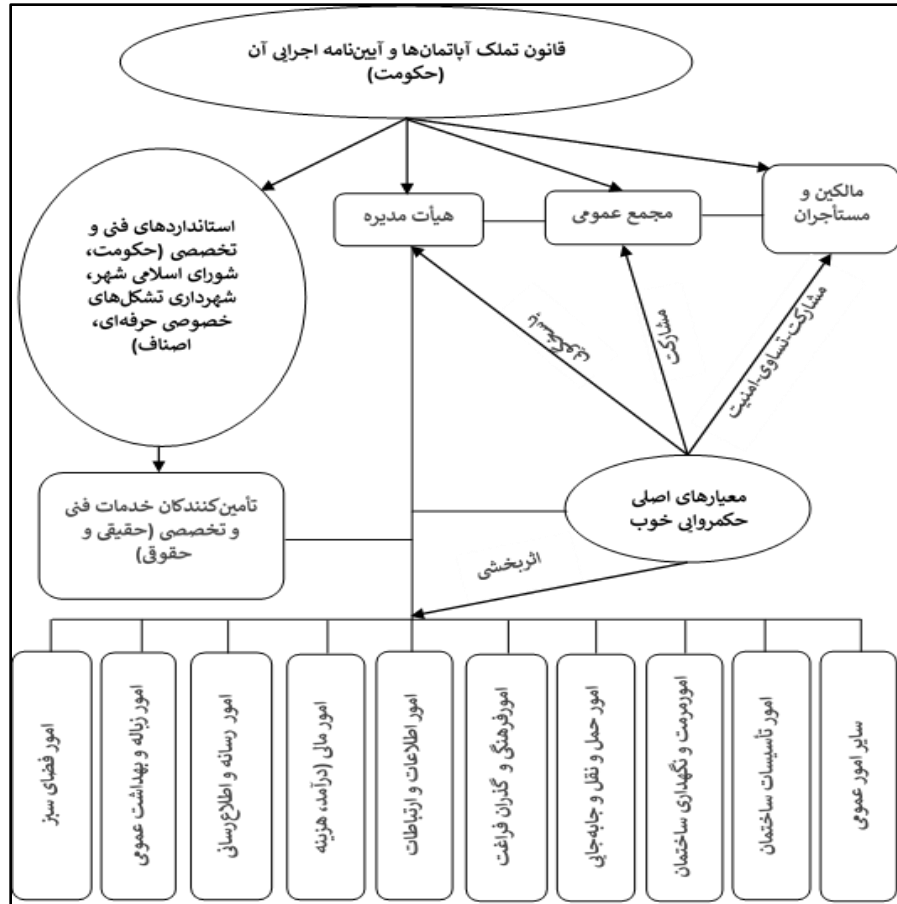 قانون تملک آپاتمان‌ها و آیین‌نامه اجرایی آن
(حکومت)
مالکین و
مستأجران
مجمع عمومی
هیأت مدیره
استانداردهای فنی و
تخصصی (حکومت،
شورای اسلامی شهر،
شهرداری تشکل‌های
خصوصی حرفه‌ای،
اصناف)
مشارکت-تساوی-امنیت
مشارکت
پاسخگویی
معیارهای اصلی
حکمروایی خوب
تأمین‌کنندگان خدمات فنی
و تخصصی (حقیقی و
حقوقی)
اثربخشی
سایر امور عمومی
امور تأسیسات ساختمان
امورمرمت و نگهداری ساختمان
امور حمل و نقل و جابه‌جایی
امورفرهنگی و گذران فراغت
امور اطلاعات و ارتباطات
امور مالی (درآمد، هزینه
امور رسانه و اطلاع‌رسانی
امور زباله و بهداشت عمومی
امور فضای سبز